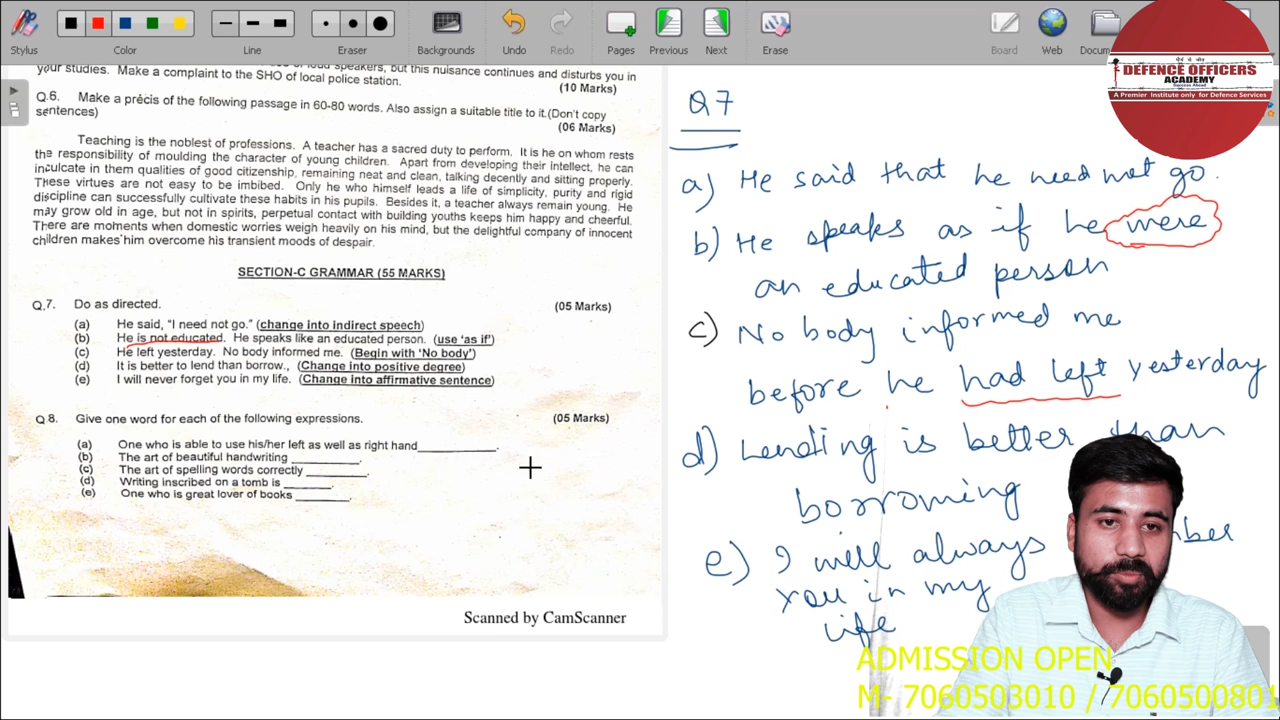 Stylus
Color
Line
Eraser
Backgrounds
Undo
Redo
Pages
Previous
Next
Erase
Board
Web
DEFENCE OFFICERS
ACADEMY
Success Ahead
A Premier Institute only for Defence Services
speakers, but this nuisance continues and disturbs you in
your studies. Make a complaint to the SHO of local police station.
(10 Marks)
Q.6. Make a précis of the following passage in 60-80 words. Also assign a suitable title to it.(Don't copy
sentences)
(06 Marks)
Teaching is the noblest of professions. A teacher has a sacred duty to perform. It is he on whom rests
the responsibility of moulding the character of young children. Apart from developing their intellect, he can
inculcate in them qualities of good citizenship, remaining neat and clean, talking decently and sitting properly.
These virtues are not easy to be imbibed. Only he who himself leads a life of simplicity, purity and rigid
discipline can successfully cultivate these habits in his pupils. Besides it, a teacher always remain young. He
may grow old in age, but not in spirits, perpetual contact with building youths keeps him happy and cheerful.
There are moments when domestic worries weigh heavily on his mind, but the delightful company of innocent
children makes him overcome his transient moods of despair.
SECTION-C GRAMMAR (55 MARKS)
Q.7. Do as directed. (05 Marks)
(a) He said, "I need not go." (change into indirect speech)
(b) He is not educated. He speaks like an educated person. (use 'as if')
(c) He left yesterday. No body informed me. (Begin with 'No body')
(d) It is better to lend than borrow., (Change into positive degree)
(e) I will never forget you in my life. (Change into affirmative sentence)
Q 8. Give one word for each of the following expressions. (05 Marks)
(a) One who is able to use his/her left as well as right hand__________.
(b) The art of beautiful handwriting __________.
(c) The art of spelling words correctly _________.
(d) Writing inscribed on a tomb is _______.
(e) One who is great lover of books ________.
Scanned by CamScanner
Q7
a) He said that he need not go.
b) He speaks as if he were
an educated person
c) No body informed me
before he had left yesterday
d) Lending is better than
borrowing
e) I will always
you in my
life
ADMISSION OPEN
M- 7060503010 / 7060500801